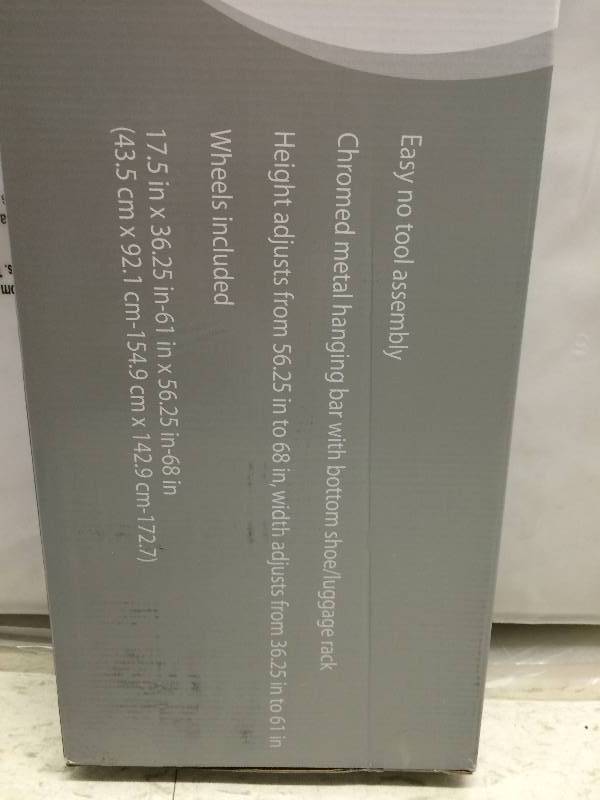 Easy no tool assembly
Chromed metal hanging bar with bottom shoe/luggage rack
Height adjusts from 56.25 in to 68 in, width adjusts from 36.25 in to 61 in
Wheels included
17.5 in x 36.25 in-61 in x 56.25 in-68 in
(43.5 cm x 92.1 cm-154.9 cm x 142.9 cm-172.7)